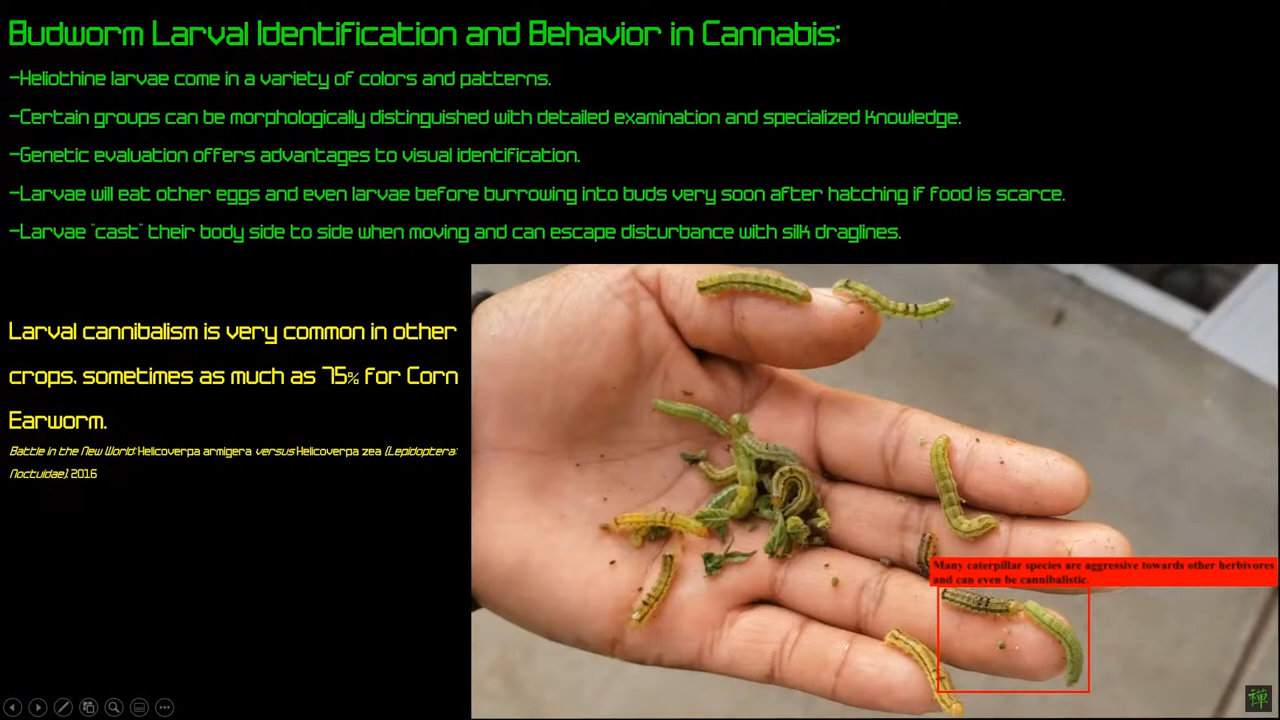 Budworm Larval Identification and Behavior in Cannabis:
-Heliothine larvae come in a variety of colors and patterns.
-Certain groups can be morphologically distinguished with detailed examination and specialized knowledge.
-Genetic evaluation offers advantages to visual identification.
-Larvae will eat other eggs and even larvae before burrowing into buds very soon after hatching if food is scarce.
-Larvae "cast" their body side to side when moving and can escape disturbance with silk draglines.
Larval cannibalism is very common in other
crops, sometimes as much as 75% for Corn
Earworm.
Battle in the New World: Helicoverpa armigera versus Helicoverpa zea (Lepidoptera:
Noctuidae), 2016
Many caterpillar species are aggressive towards other herbivores
and can even be cannibalistic.
禅